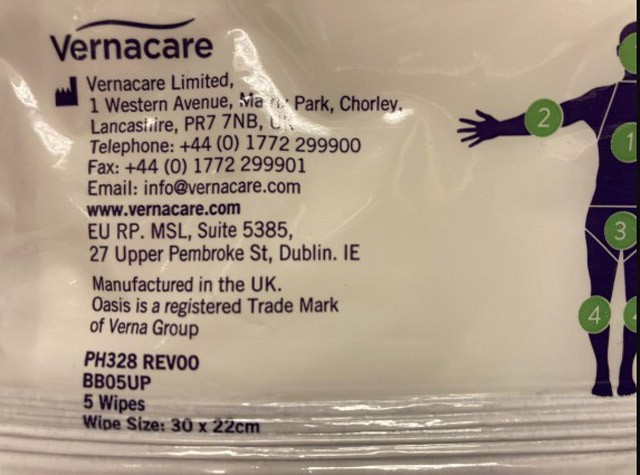 Vernacare
Vernacare Limited,
1 Western Avenue, Park, Chorley.
Lancashire, PR7 7NB, UK
Telephone: +44 (0) 1772 299900
Fax: +44 (0) 1772 299901
Email: info@vernacare.com
www.vernacare.com
EU RP. MSL, Suite 5385,
27 Upper Pembroke St, Dublin. IE
Manufactured in the UK.
Oasis is a registered Trade Mark
of Verna Group
PH328 REV00
BB05UP
5 Wipes
Wipe Size: 30 x 22cm
2
1
3
4